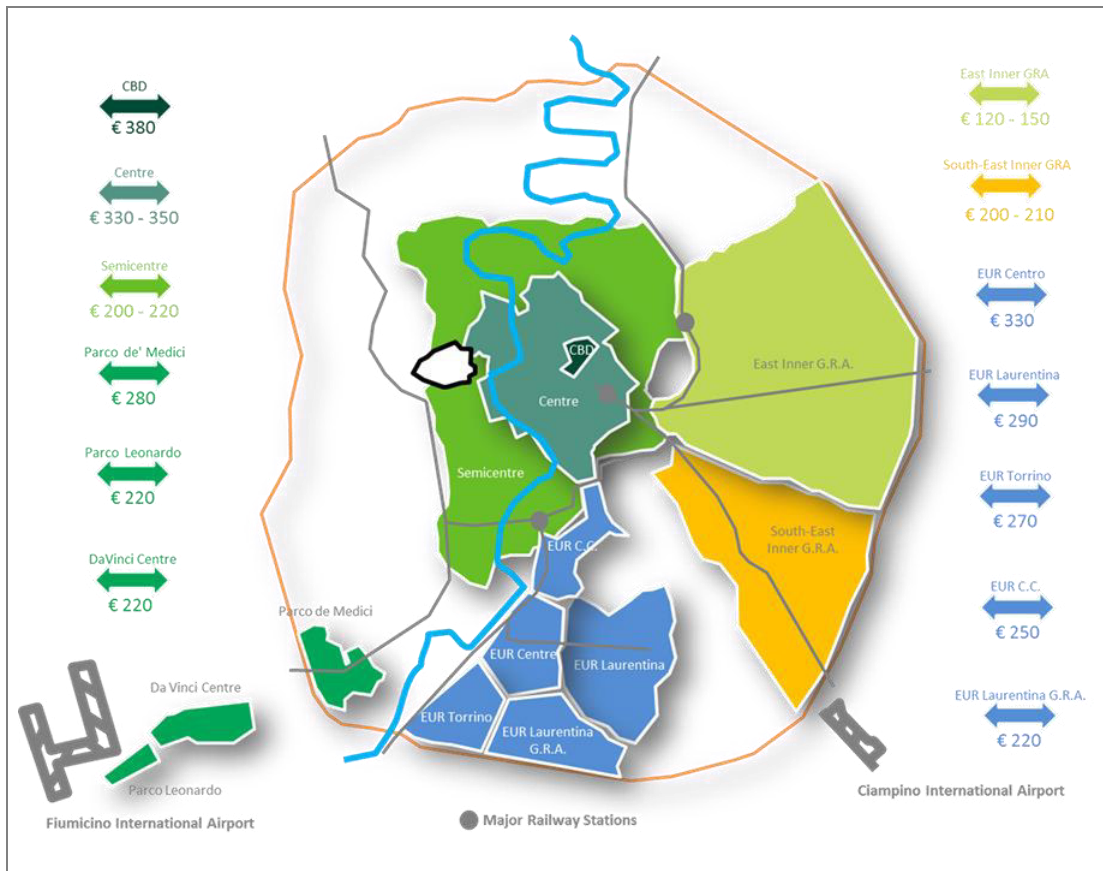 CBD
€ 380
Centre
€ 330 - 350
Semicentre
€ 200 - 220
Parco de' Medici
€ 280
Parco Leonardo
€ 220
DaVinci Centre
€ 220
East Inner GRA
€ 120 - 150
South-East Inner GRA
€ 200 - 210
EUR Centro
€ 330
EUR Laurentina
€ 290
EUR Torrino
€ 270
EUR C.C.
€ 250
EUR Laurentina G.R.A.
€ 220
CBD
Centre
East Inner G.R.A.
Semicentre
South-East
Inner G.R.A.
EUR C.C.
Parco de Medici
EUR Centre
EUR Laurentina
EUR Torrino
EUR Laurentina
G.R.A.
Da Vinci Centre
Parco Leonardo
Fiumicino International Airport
Major Railway Stations
Ciampino International Airport